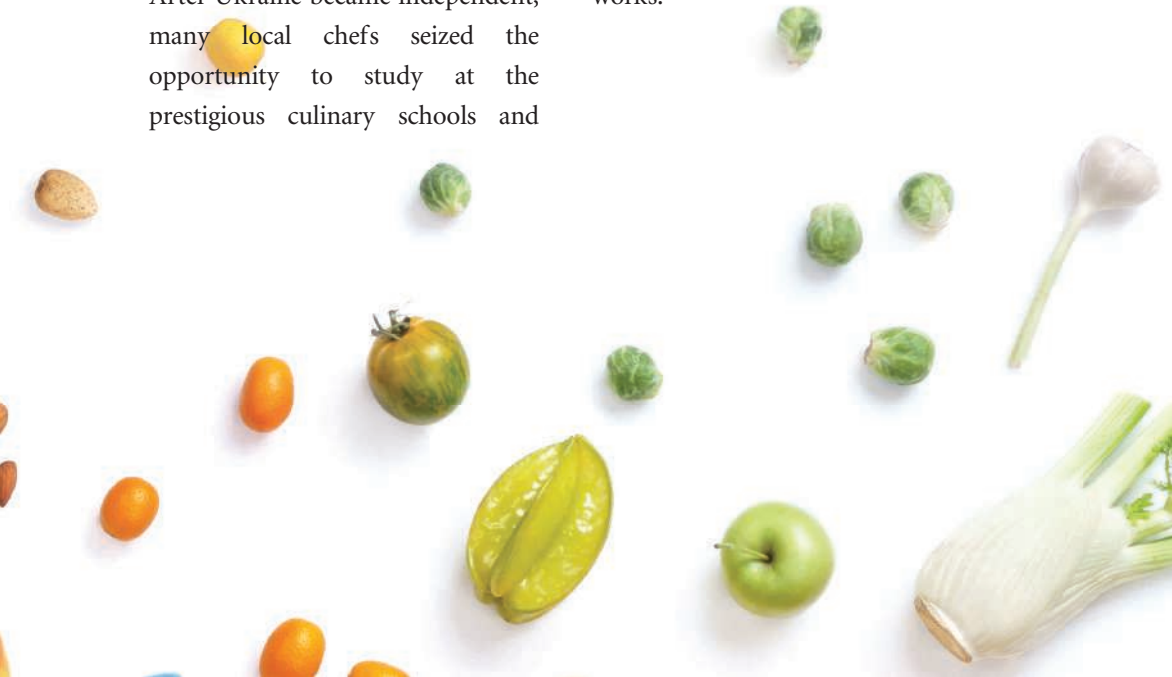 After Ukraine became independent,
many local chefs seized the
opportunity to study at the
prestigious culinary schools and
works.